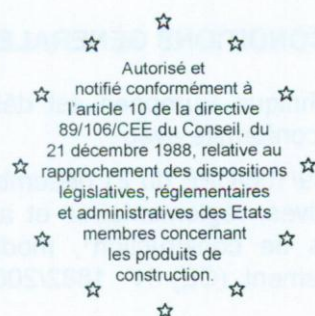 Autorisé et
notifié conformément à
l'article 10 de la directive
89/106/CEE du Conseil, du
21 décembre 1988, relative au
rapprochement des dispositions
législatives, réglementaires
et administratives des Etats
membres concernant
les produits de
construction.